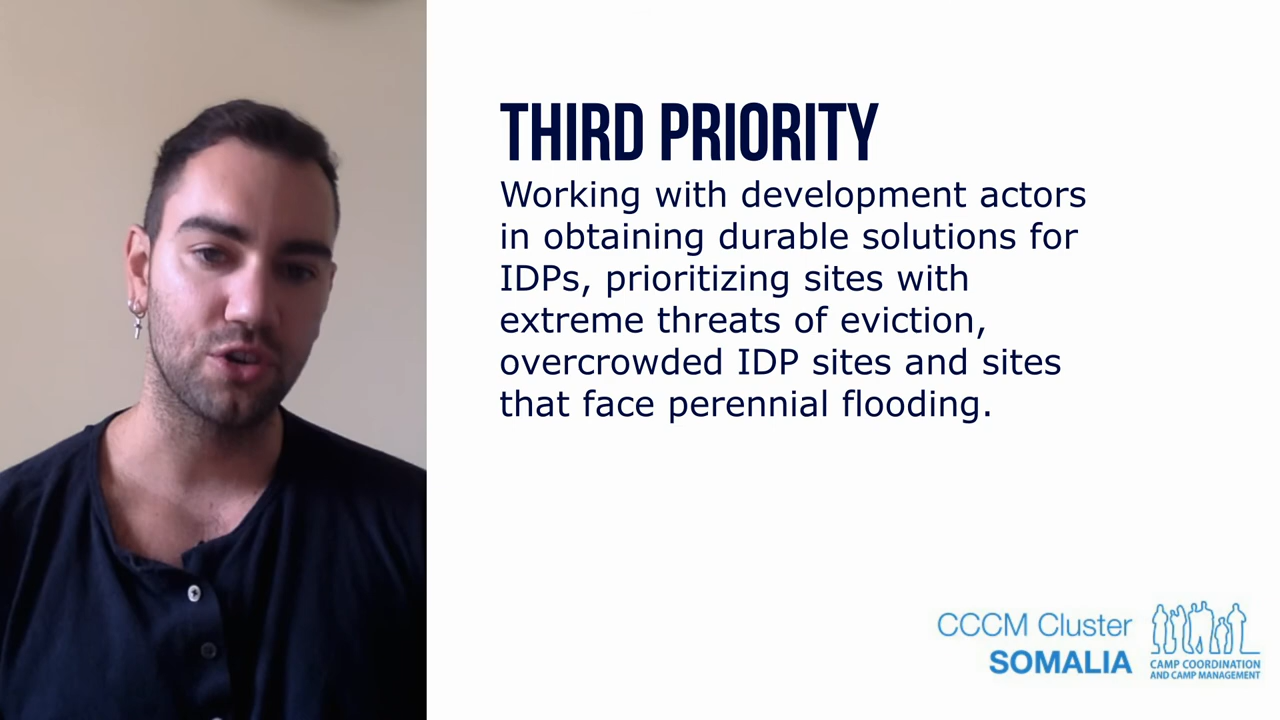 THIRD PRIORITY
Working with development actors
in obtaining durable solutions for
IDPs, prioritizing sites with
extreme threats of eviction,
overcrowded IDP sites and sites
that face perennial flooding.
CCCM Cluster
SOMALIA
CAMP COORDINATION
AND CAMP MANAGEMENT